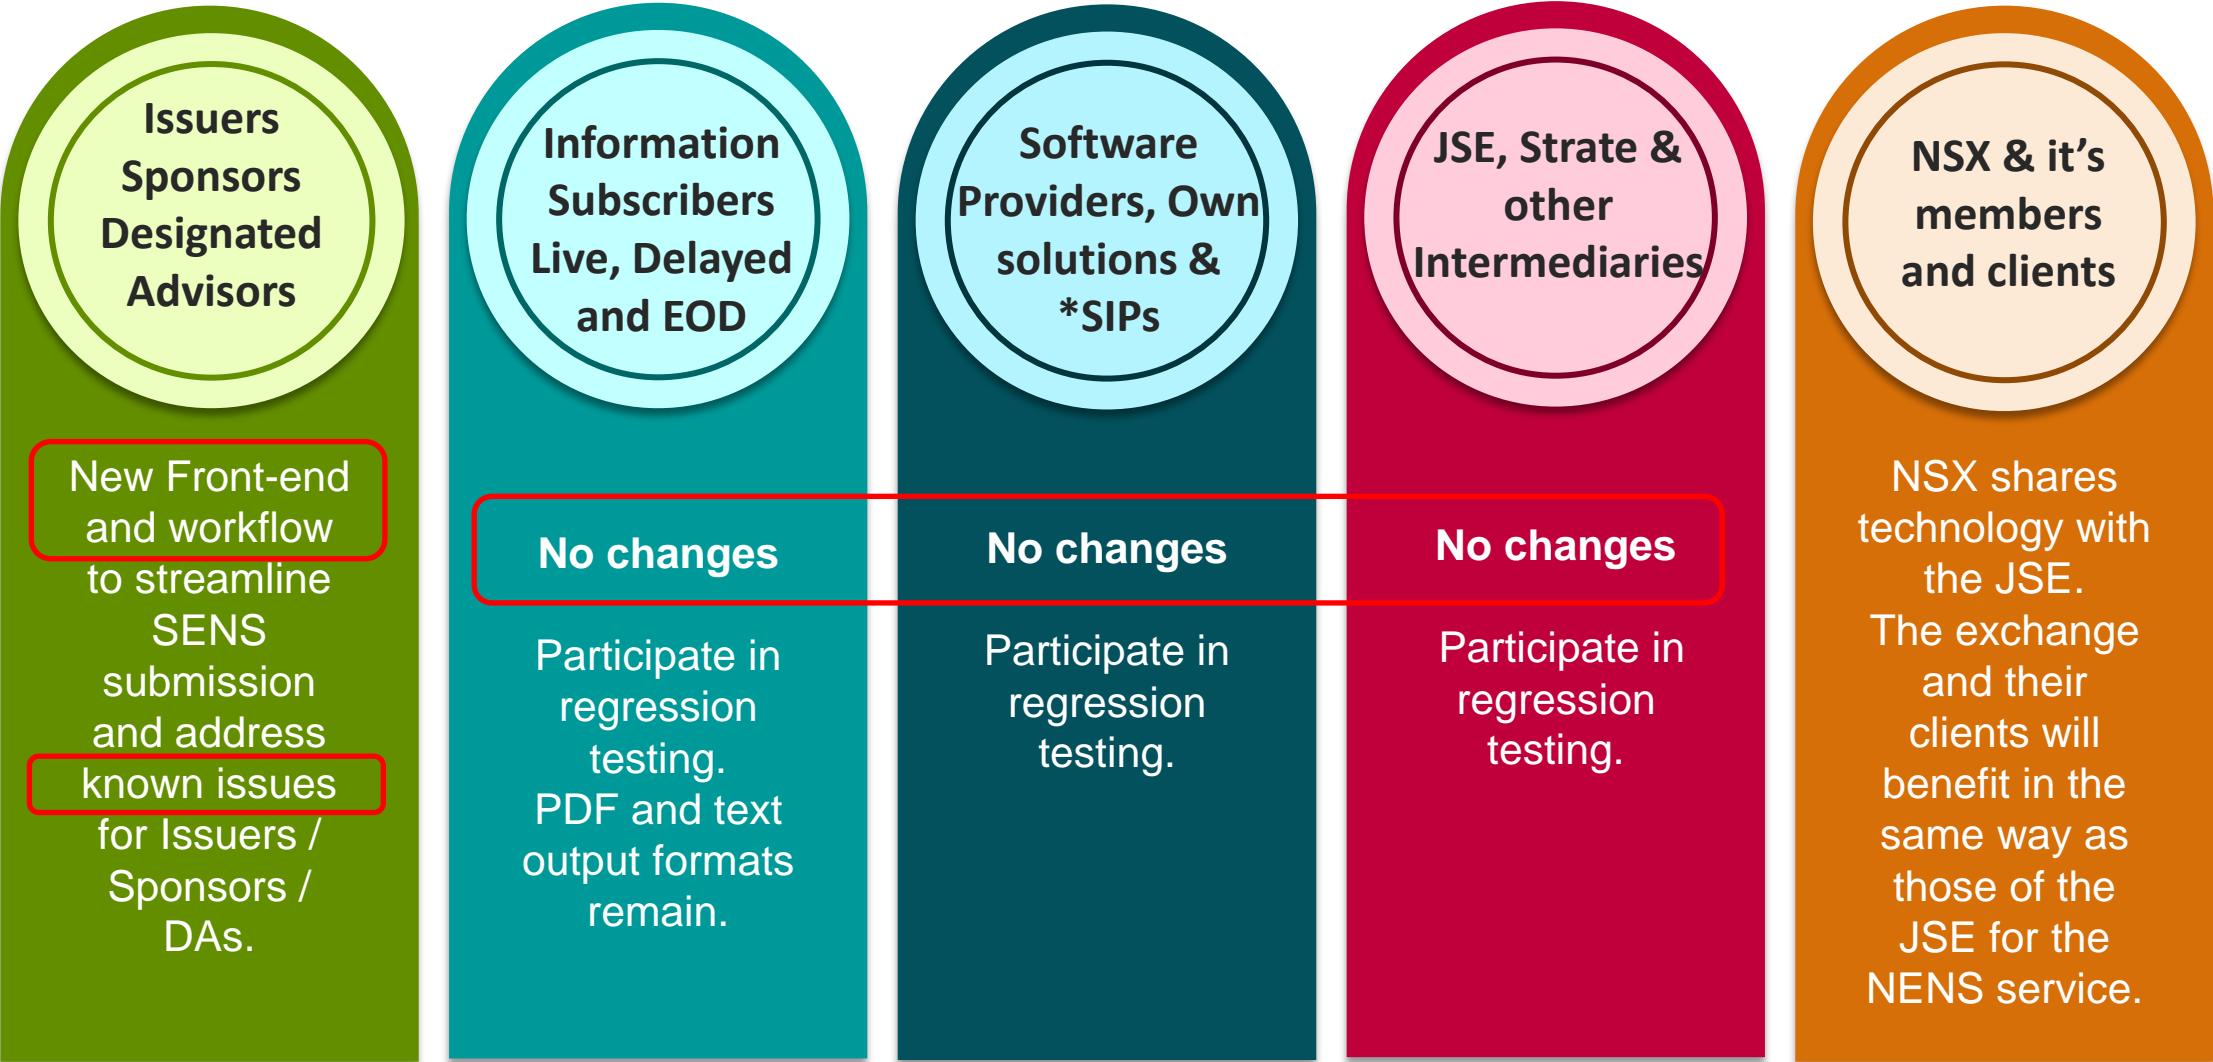 Issuers
Sponsors
Designated
Advisors
New Front-end
and workflow
to streamline
SENS
submission
and address
known issues
for Issuers /
Sponsors /
DAs.
Information
Subscribers
Live, Delayed
and EOD
No changes
Participate in
regression
testing.
PDF and text
output formats
remain.
Software
Providers, Own
solutions &
*SIPs
No changes
Participate in
regression
testing.
JSE, Strate &
other
Intermediaries
No changes
Participate in
regression
testing.
NSX & it’s
members
and clients
NSX shares
technology with
the JSE.
The exchange
and their
clients will
benefit in the
same way as
those of the
JSE for the
NENS service.